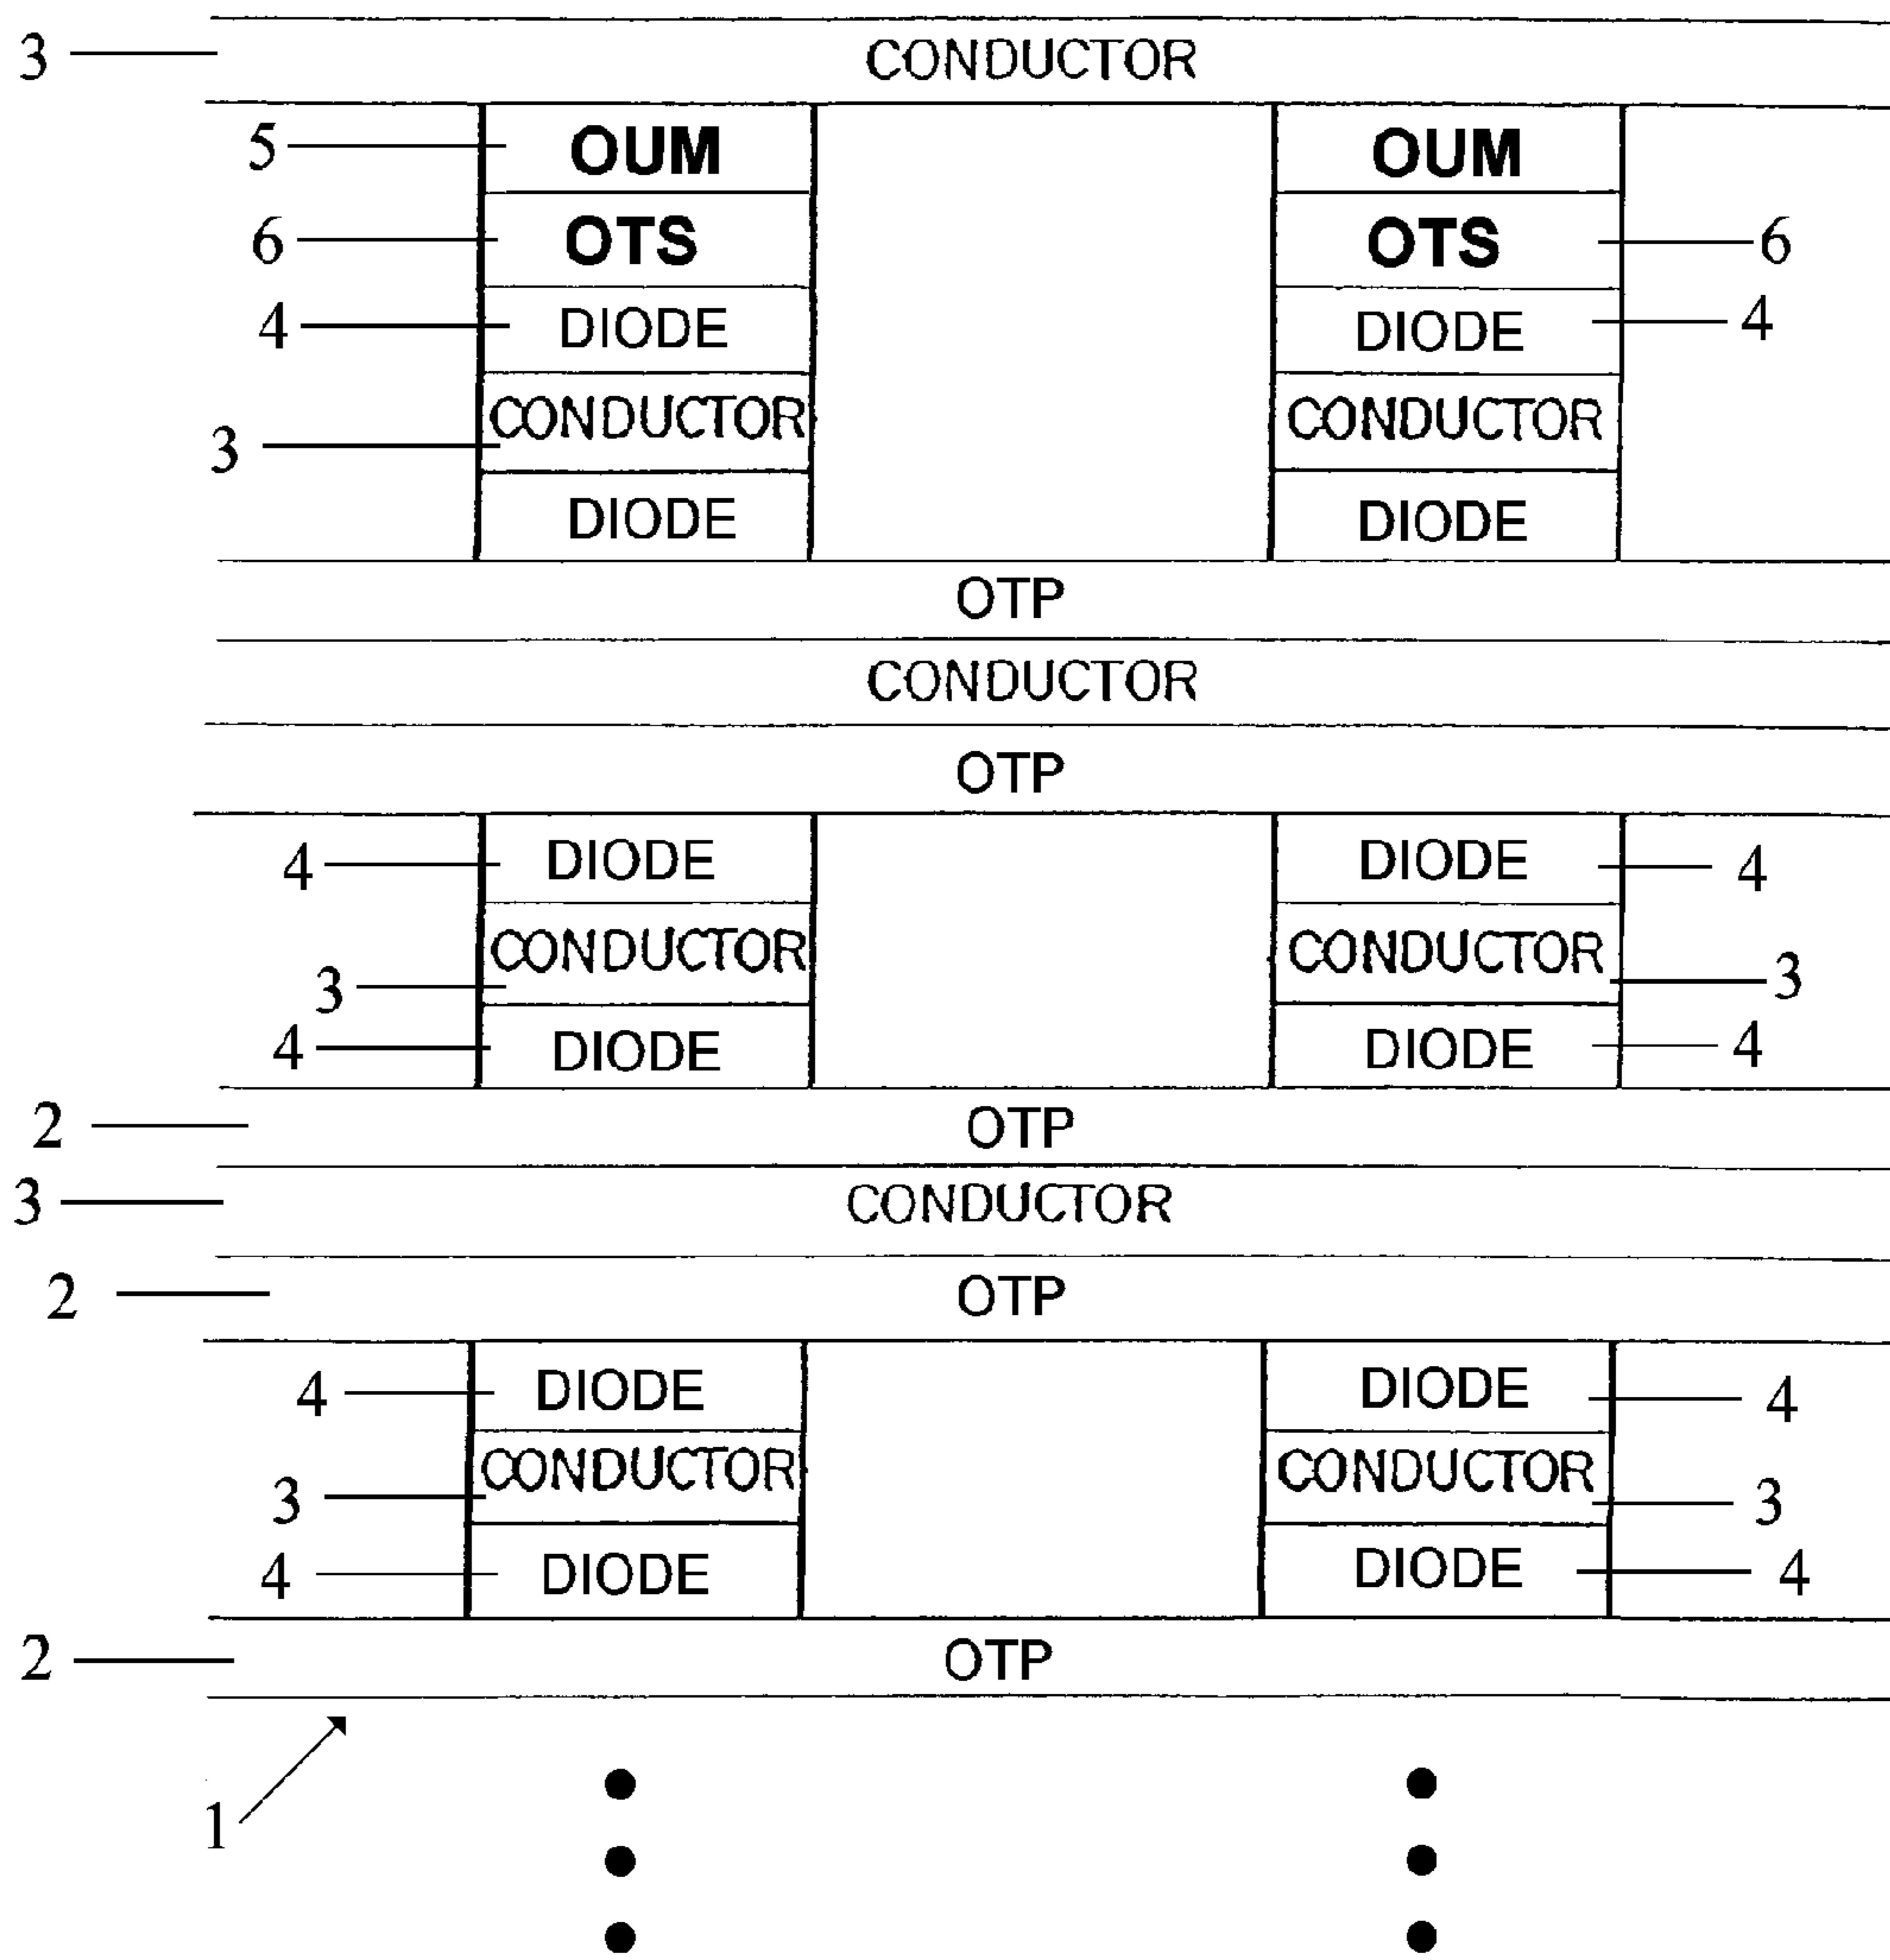 3 CONDUCTOR
5 OUM OUM
6 OTS OTS 6
4 DIODE DIODE 4
3 CONDUCTOR CONDUCTOR
DIODE DIODE
OTP
CONDUCTOR
OTP
4 DIODE DIODE 4
3 CONDUCTOR CONDUCTOR 3
4 DIODE DIODE 4
2 OTP
3 CONDUCTOR
2 OTP
4 DIODE DIODE 4
3 CONDUCTOR CONDUCTOR 3
4 DIODE DIODE 4
2 OTP
1